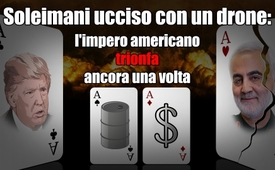 Soleimani ucciso con un drone:
l'impero americano
trionfa
ancora una volta
A
A
A
A
$